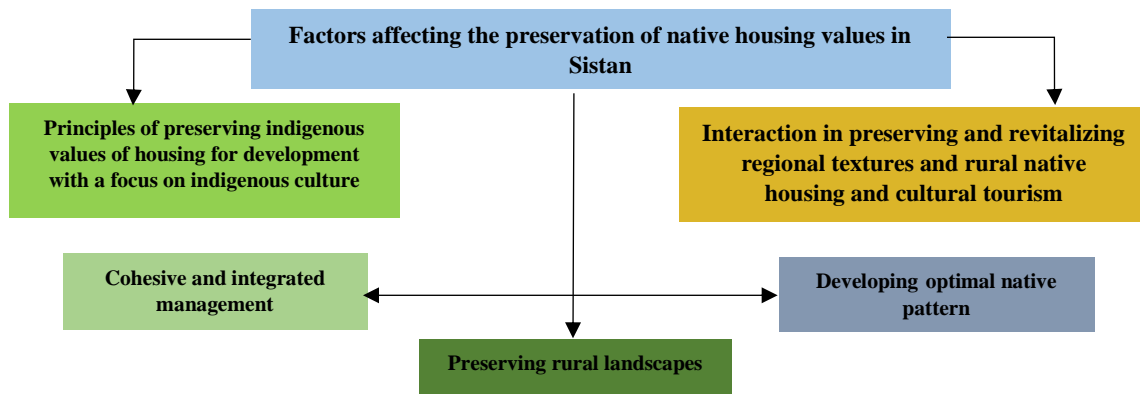 Factors affecting the preservation of native housing values in
Sistan
Principles of preserving indigenous
values of housing for development
with a focus on indigenous culture
Interaction in preserving and revitalizing
regional textures and rural native
housing and cultural tourism
Cohesive and integrated
management
Developing optimal native
pattern
Preserving rural landscapes